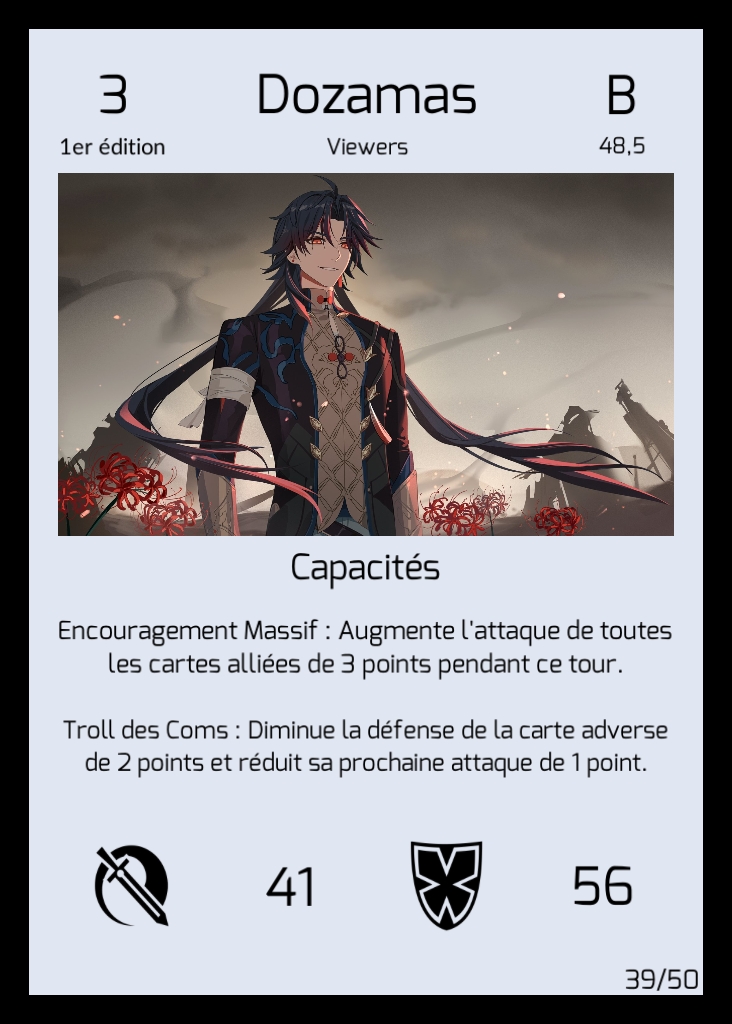 3 Dozamas B
1er édition Viewers 48,5
Capacités
Encouragement Massif : Augmente l'attaque de toutes
les cartes alliées de 3 points pendant ce tour.
Troll des Coms : Diminue la défense de la carte adverse
de 2 points et réduit sa prochaine attaque de 1 point.
41 56
39/50